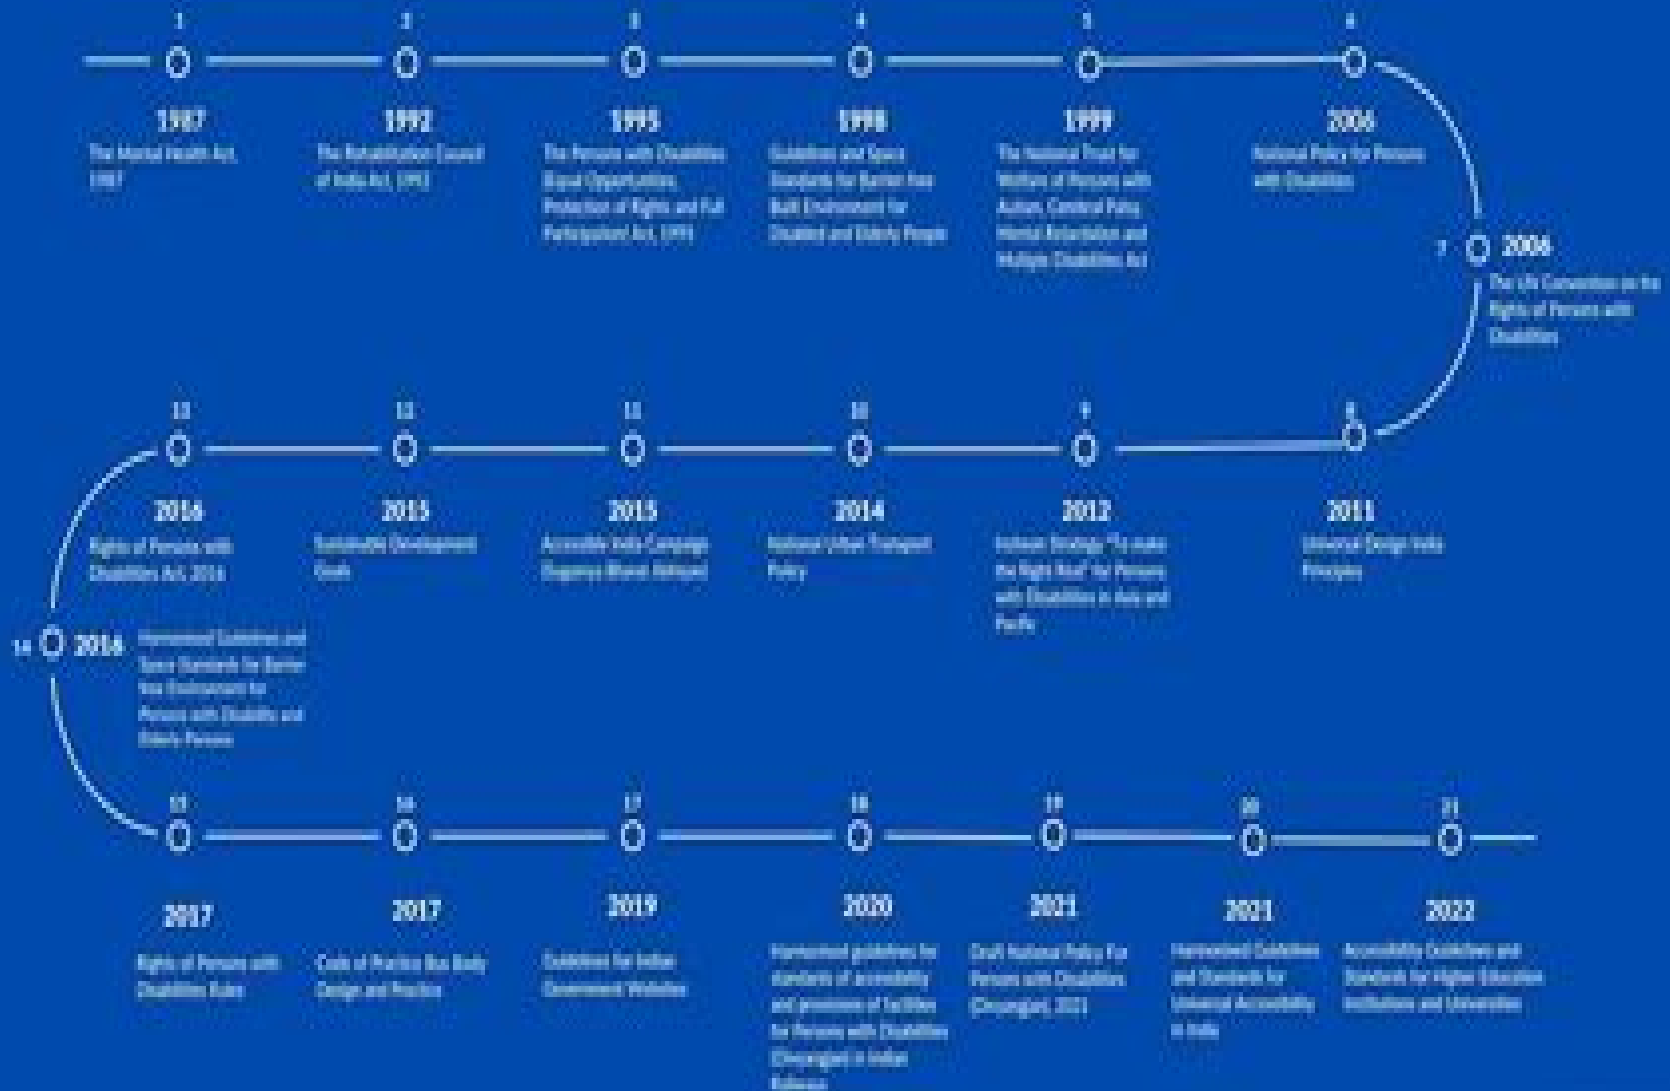 1
1987
The Mental Health Act,
1987
2
1992
The Rehabilitation Council
of India Act, 1992
3
1995
The Persons with Disabilities
(Equal Opportunities,
Protection of Rights and Full
Participation) Act, 1995
4
1998
Guidelines and Space
Standards for Barrier Free
Built Environment for
Disabled and Elderly People
5
1999
The National Trust for
Welfare of Persons with
Autism, Cerebral Palsy,
Mental Retardation and
Multiple Disabilities Act
6
2006
National Policy for Persons
with Disabilities
7
2006
The UN Convention on the
Rights of Persons with
Disabilities
8
2011
Universal Design India
Principles
9
2012
Incheon Strategy "To make
the Right Real" for Persons
with Disabilities in Asia and
Pacific
10
2014
National Urban Transport
Policy
11
2015
Accessible India Campaign
(Sugamya Bharat Abhiyan)
12
2015
Sustainable Development
Goals
13
2016
Rights of Persons with
Disabilities Act, 2016
14
2016
Harmonised Guidelines and
Space Standards for Barrier
free Environment for
Persons with Disability and
Elderly Persons
15
2017
Rights of Persons with
Disabilities Rules
16
2017
Code of Practice Bus Body
Design and Practice
17
2019
Guidelines for Indian
Government Websites
18
2020
Harmonised guidelines for
standards of accessibility
and provisions of facilities
for Persons with Disabilities
(Divyangjan) in Indian
Railways
19
2021
Draft National Policy For
Persons with Disabilities
(Divyangjan), 2021
20
2021
Harmonised Guidelines
and Standards for
Universal Accessibility
in India
21
2022
Accessibility Guidelines and
Standards for Higher Education
Institutions and Universities